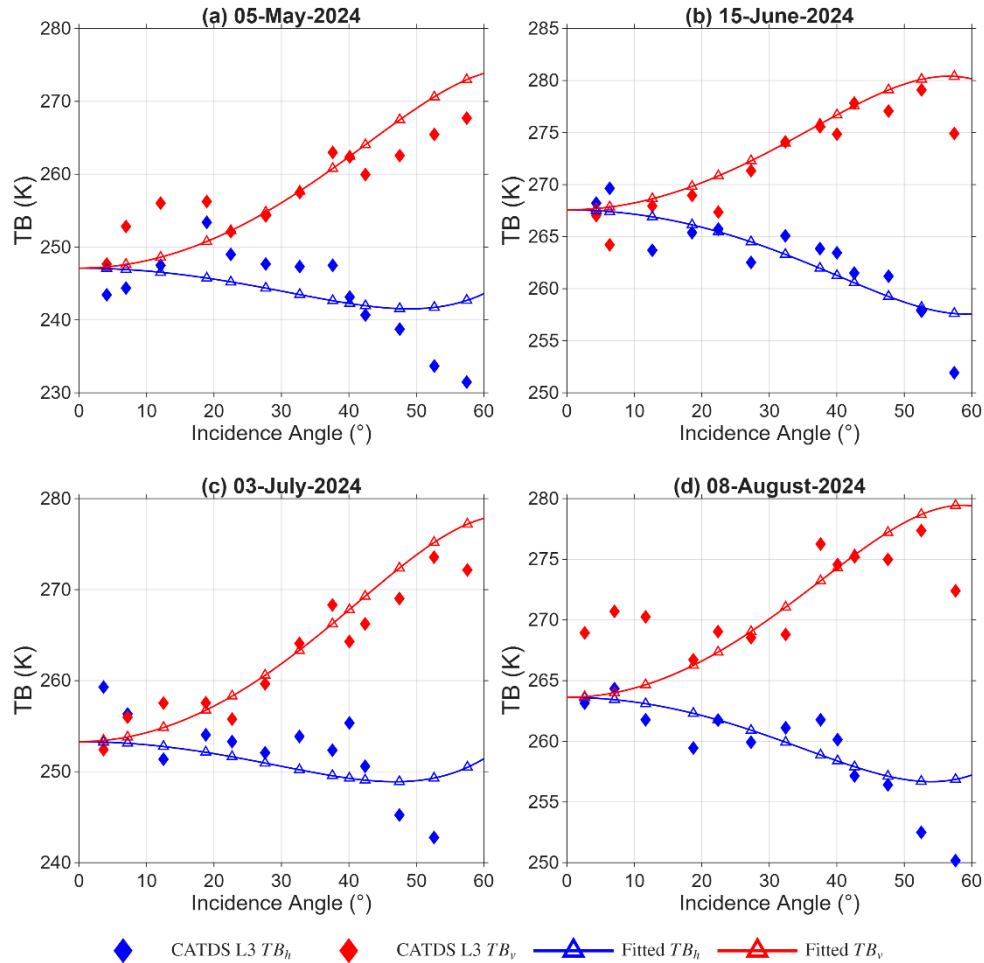 (a) 05-May-2024
280
270
260
250
240
230
TB (K)
0 10 20 30 40 50 60
Incidence Angle (°)
(b) 15-June-2024
285
280
275
270
265
260
255
250
TB (K)
0 10 20 30 40 50 60
Incidence Angle (°)
(c) 03-July-2024
280
270
260
250
240
TB (K)
0 10 20 30 40 50 60
Incidence Angle (°)
(d) 08-August-2024
280
275
270
265
260
255
250
TB (K)
0 10 20 30 40 50 60
Incidence Angle (°)
CATDS L3 TBh CATDS L3 TBv Fitted TBh Fitted TBv